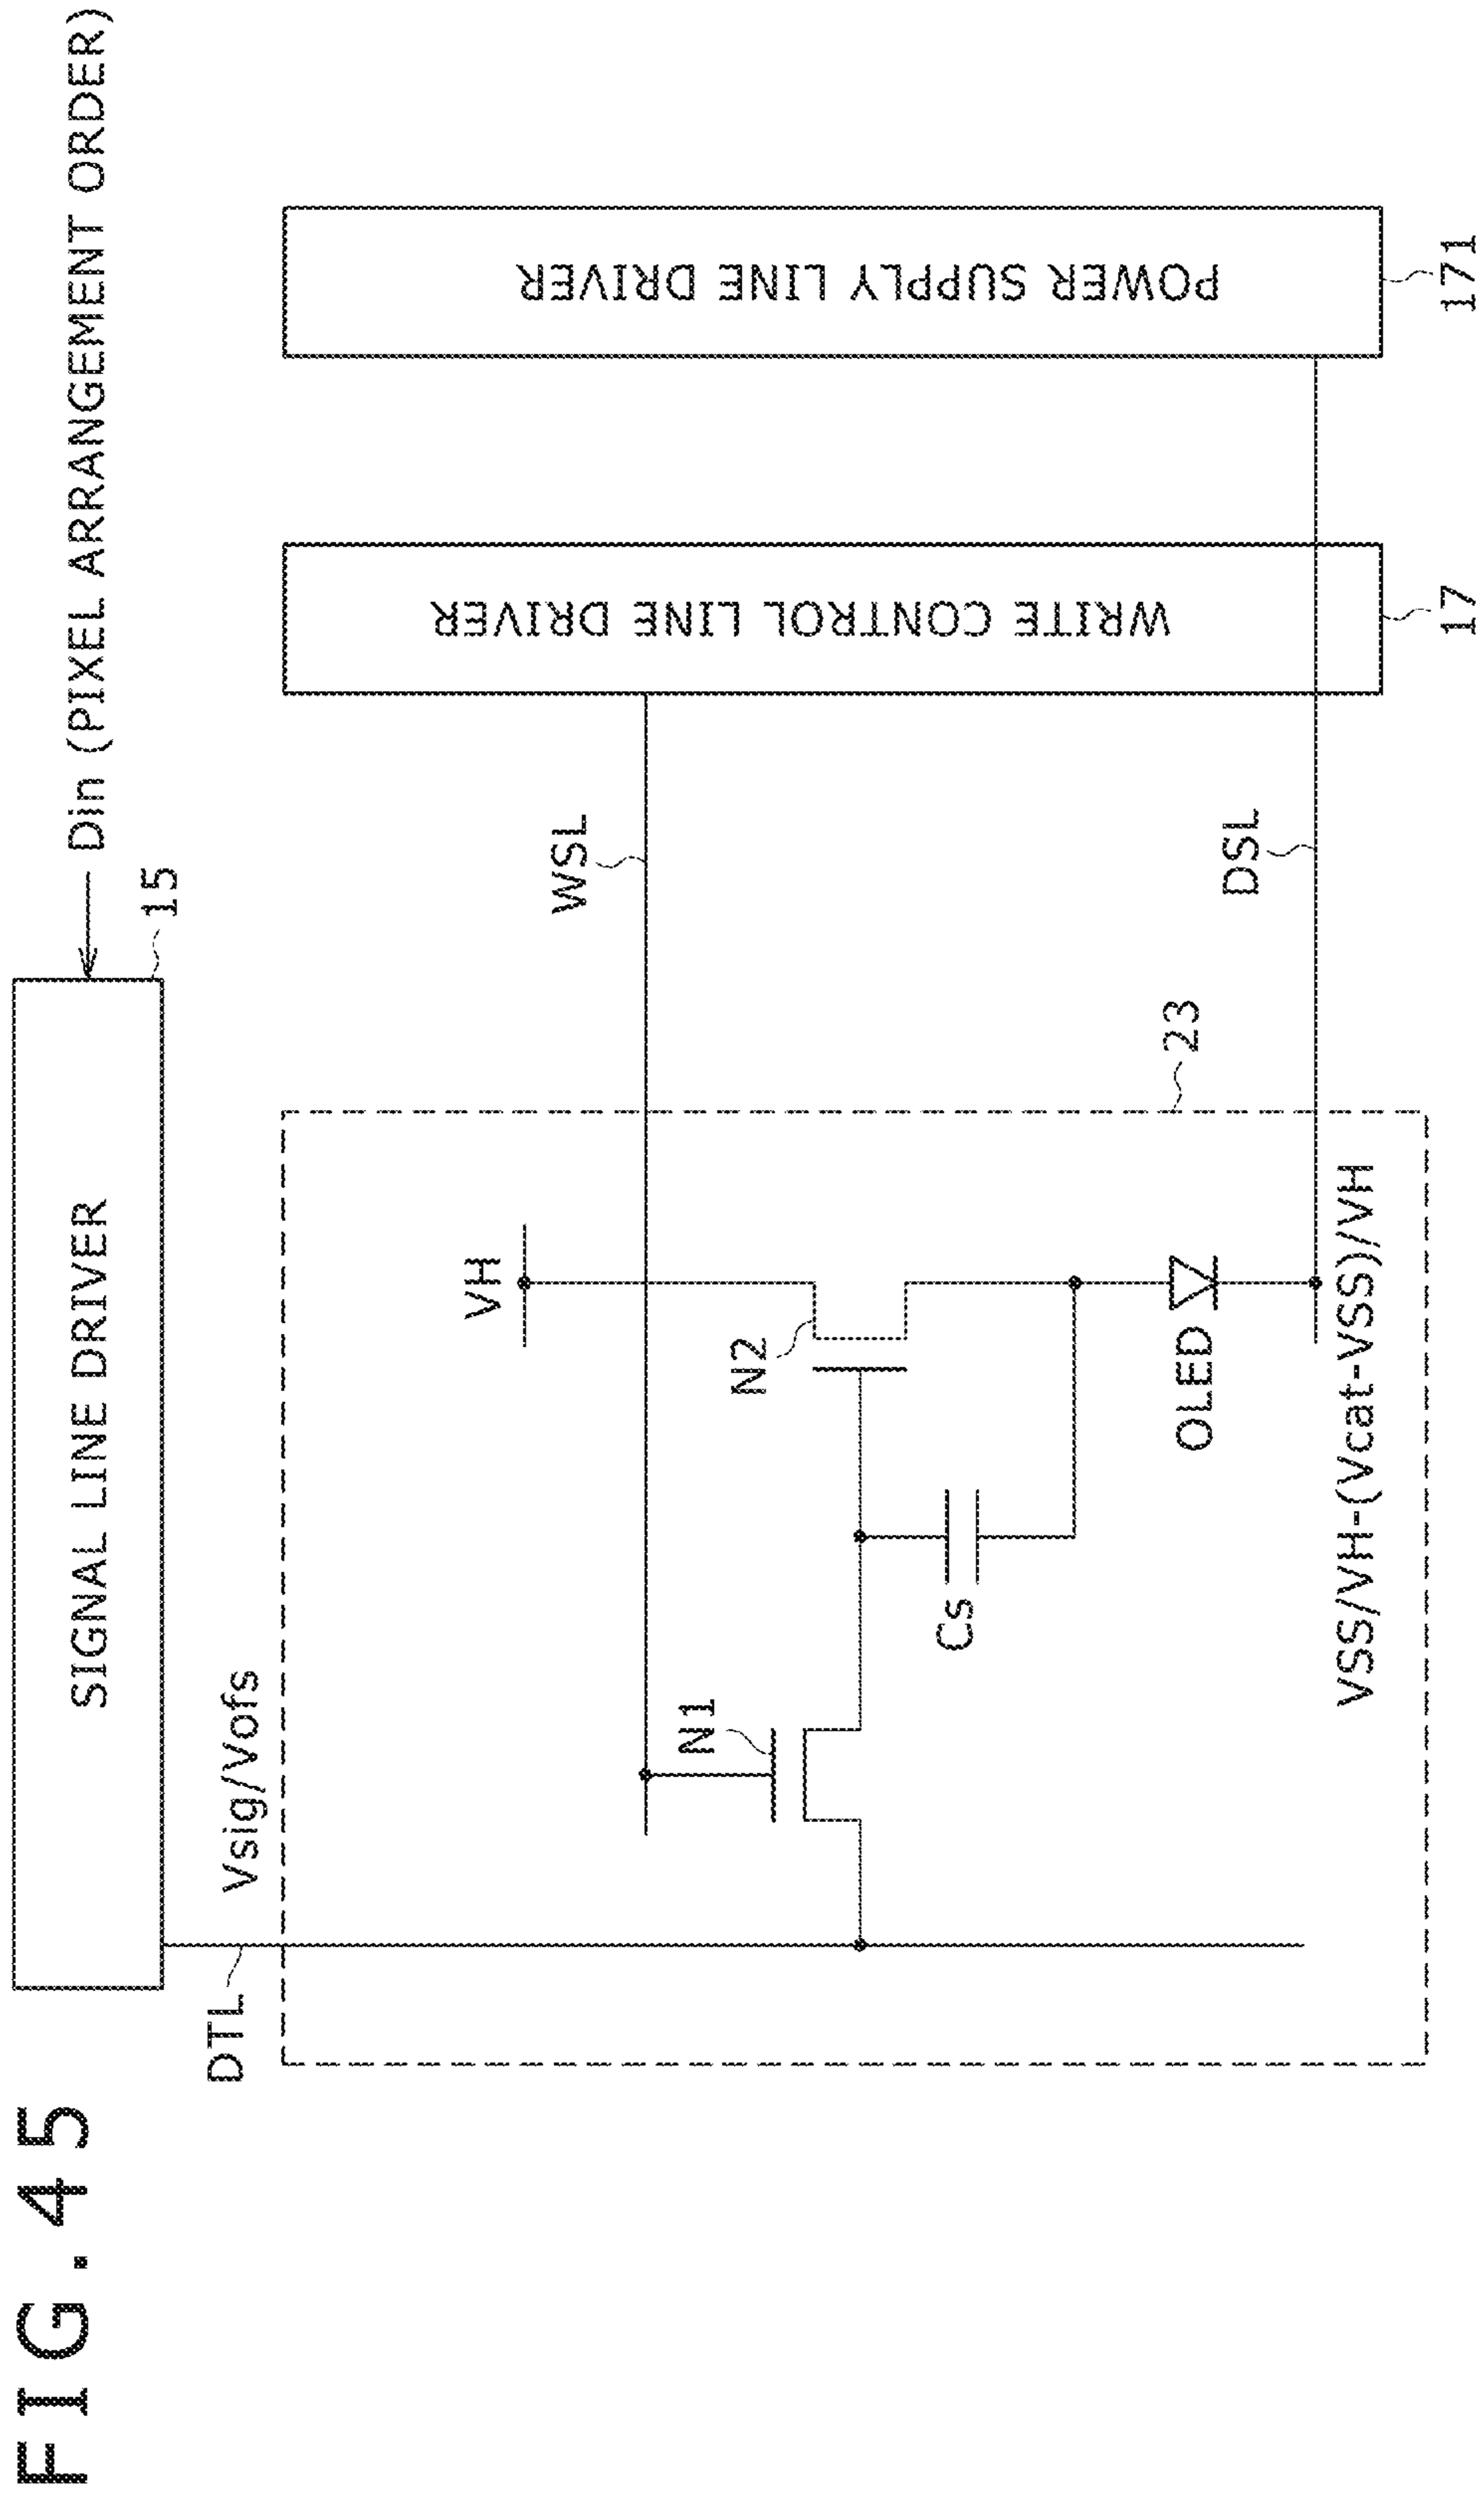 FIG.45
SIGNAL LINE DRIVER
Din (PIXEL ARRANGEMENT ORDER)
15
DTL
Vsig/Vofs
VH
WSL
N1
N2
Cs
OLED
23
DSL
VSS/VH-(Vcat-VSS)/VH
WRITE CONTROL LINE DRIVER
17
POWER SUPPLY LINE DRIVER
171